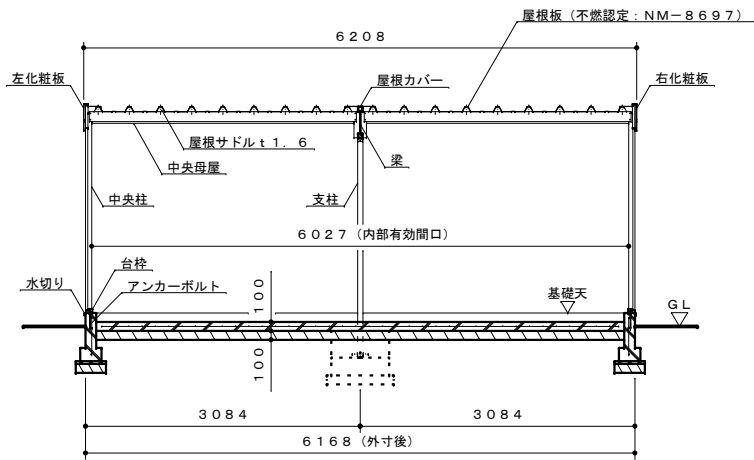 屋根板（不燃認定：NM－8697）
6208
左化粧板
屋根カバー
右化粧板
屋根サドルt1．6
中央母屋
梁
中央柱
支柱
6027（内部有効間口）
台枠
水切り
アンカーボルト
100
基礎天
GL
100
3084
3084
6168（外寸後）